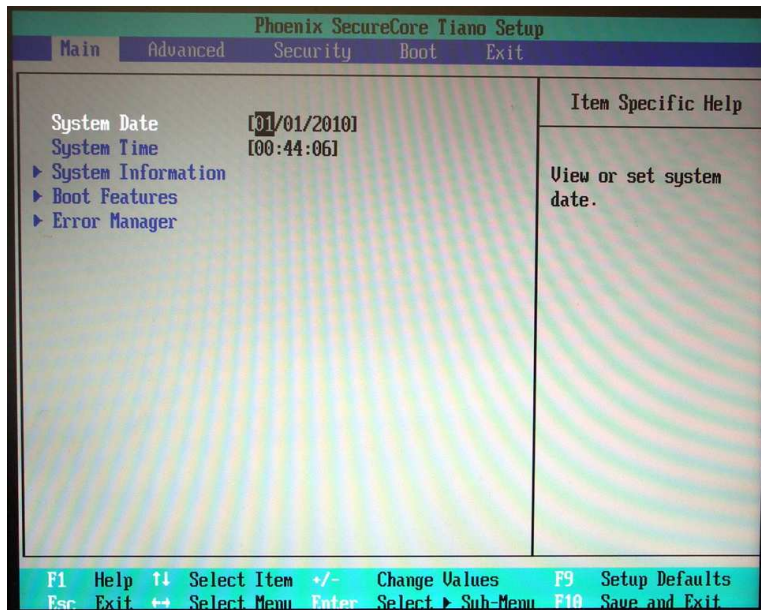 Phoenix SecureCore Tiano Setup
Main Advanced Security Boot Exit
Item Specific Help
System Date [01/01/2010]
System Time [00:44:06]
▶ System Information
▶ Boot Features
▶ Error Manager
View or set system
date.
F1 Help ↑↓ Select Item +/- Change Values F9 Setup Defaults
Esc Exit ↔ Select Menu Enter Select ▶ Sub-Menu F10 Save and Exit